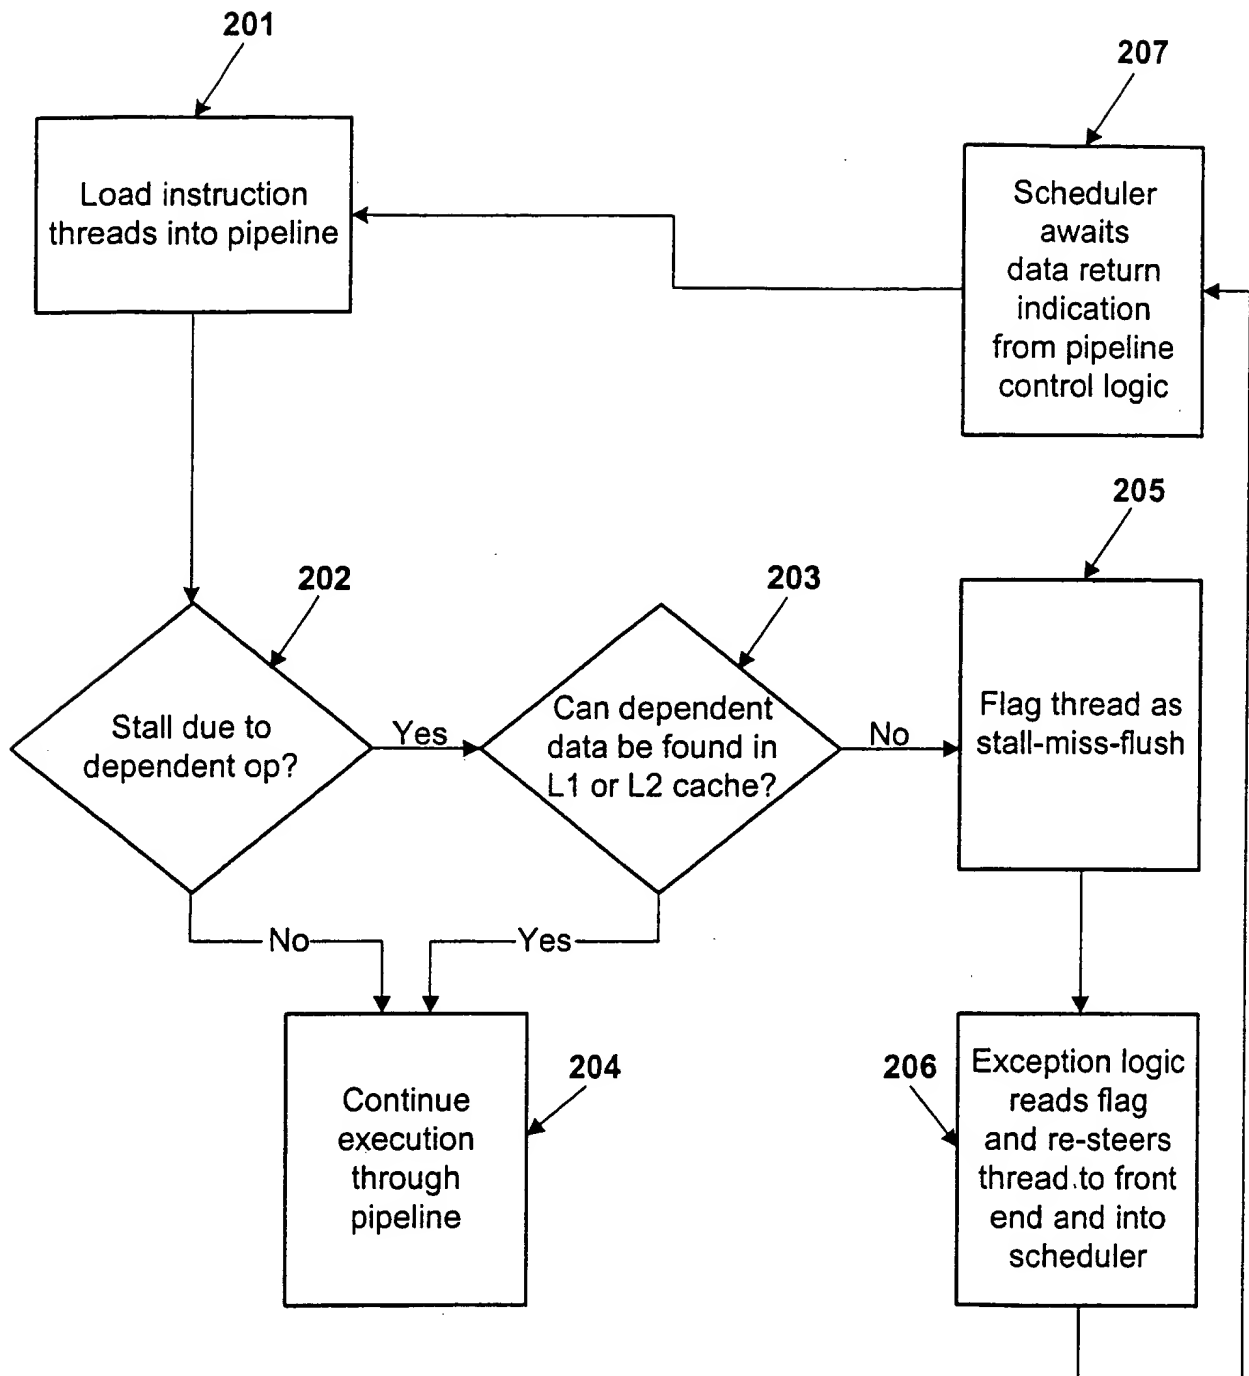 201
Load instruction
threads into pipeline
207
Scheduler
awaits
data return
indication
from pipeline
control logic
202
Stall due to
dependent op?
Yes
203
Can dependent
data be found in
L1 or L2 cache?
No
205
Flag thread as
stall-miss-flush
No
Yes
204
Continue
execution
through
pipeline
206
Exception logic
reads flag
and re-steers
thread to front
end and into
scheduler